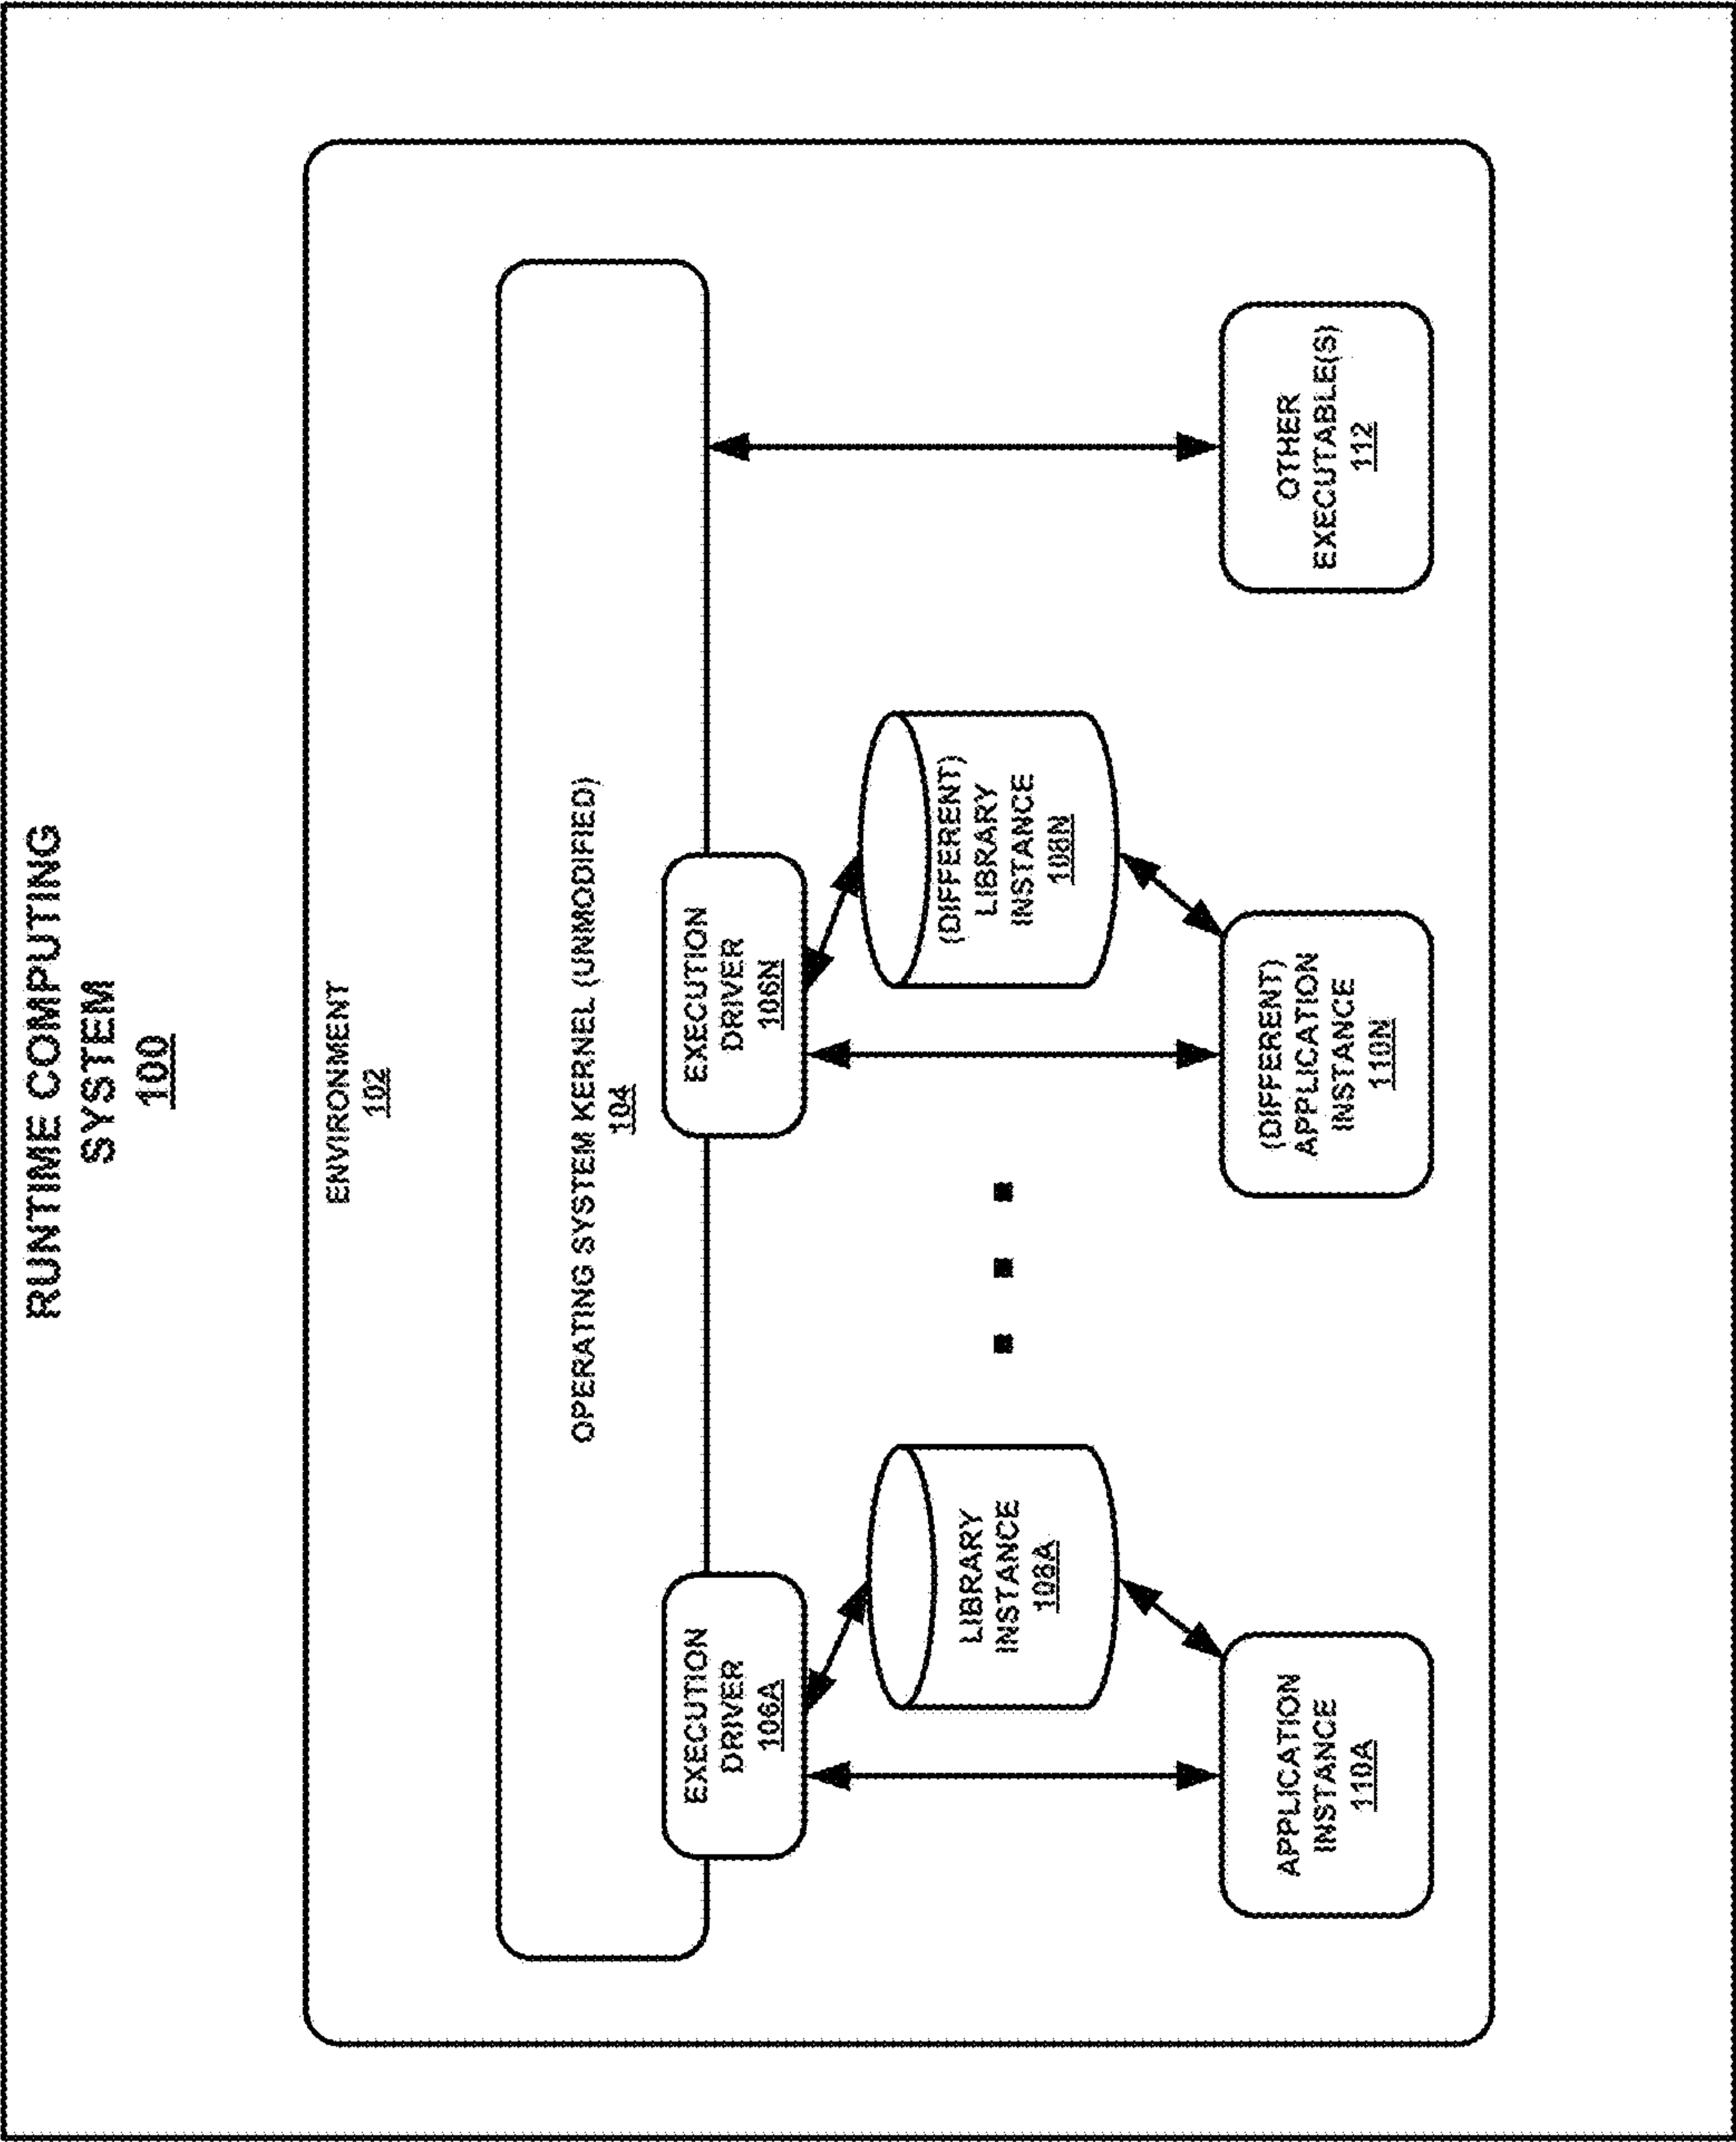 RUNTIME COMPUTING
SYSTEM
100
ENVIRONMENT
102
OPERATING SYSTEM KERNEL (UNMODIFIED)
104
EXECUTION
DRIVER
106A
EXECUTION
DRIVER
106N
LIBRARY
INSTANCE
108A
(DIFFERENT)
LIBRARY
INSTANCE
108N
APPLICATION
INSTANCE
110A
(DIFFERENT)
APPLICATION
INSTANCE
110N
OTHER
EXECUTABLE(S)
112